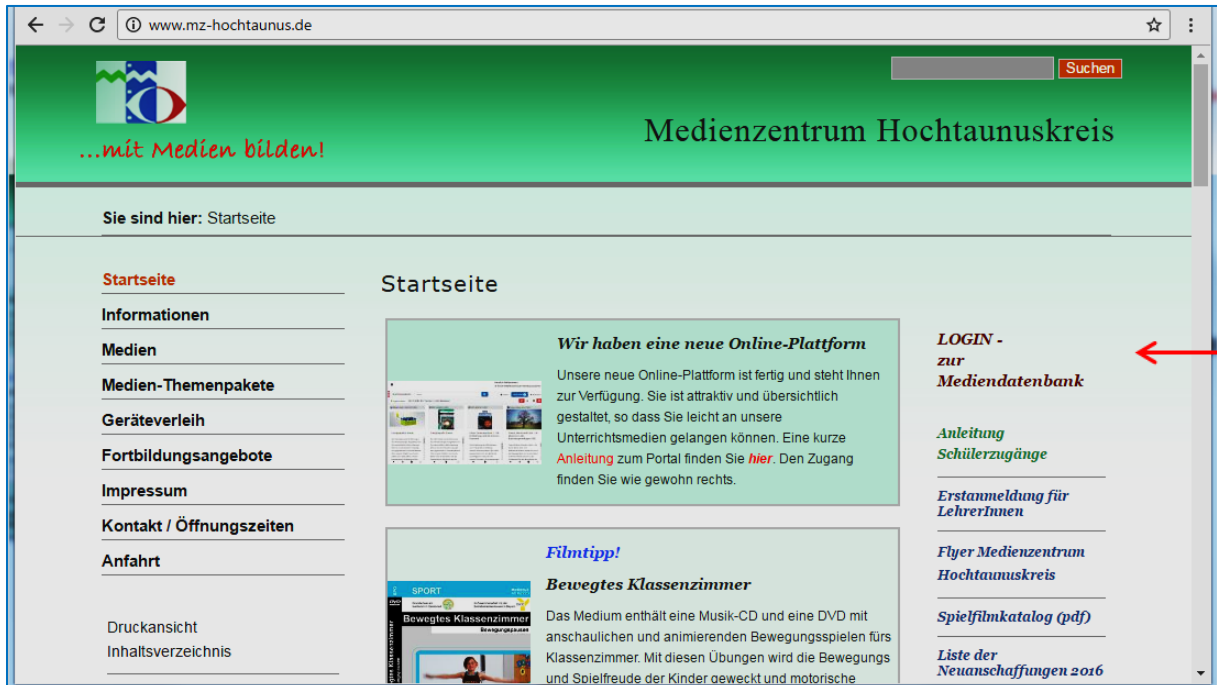 www.mz-hochtaunus.de
Suchen
Medienzentrum Hochtaunuskreis
...mit Medien bilden!
Sie sind hier: Startseite
Startseite
Informationen
Medien
Medien-Themenpakete
Geräteverleih
Fortbildungsangebote
Impressum
Kontakt / Öffnungszeiten
Anfahrt
Druckansicht
Inhaltsverzeichnis
Startseite
Wir haben eine neue Online-Plattform
Unsere neue Online-Plattform ist fertig und steht Ihnen
zur Verfügung. Sie ist attraktiv und übersichtlich
gestaltet, so dass Sie leicht an unsere
Unterrichtsmedien gelangen können. Eine kurze
Anleitung zum Portal finden Sie hier. Den Zugang
finden Sie wie gewohn rechts.
Filmtipp!
Bewegtes Klassenzimmer
SPORT
DVD
Bewegtes Klassenzimmer
Bewegungspausen
Das Medium enthält eine Musik-CD und eine DVD mit
anschaulichen und animierenden Bewegungsspielen fürs
Klassenzimmer. Mit diesen Übungen wird die Bewegungs
und Spielfreude der Kinder geweckt und motorische
LOGIN -
zur
Mediendatenbank
Anleitung
Schülerzugänge
Erstanmeldung für
LehrerInnen
Flyer Medienzentrum
Hochtaunuskreis
Spielfilmkatalog (pdf)
Liste der
Neuanschaffungen 2016